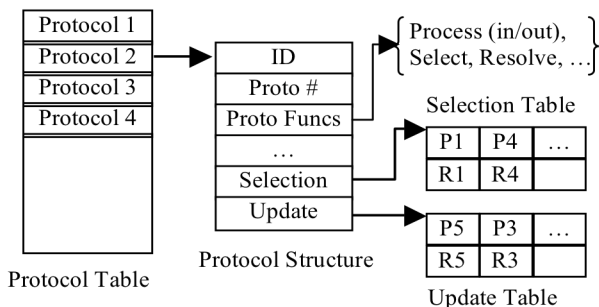 Protocol 1
Protocol 2
Protocol 3
Protocol 4
Protocol Table
ID
Proto #
Proto Funcs
…
Selection
Update
Protocol Structure
Process (in/out),
Select, Resolve, …
Selection Table
P1 P4 …
R1 R4
P5 P3 …
R5 R3
Update Table